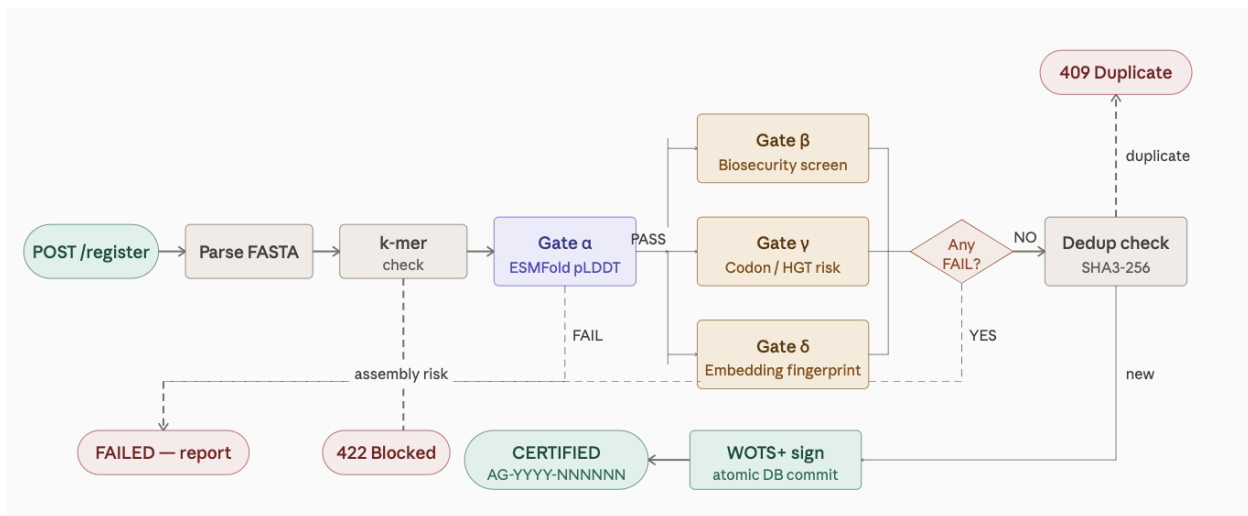 409 Duplicate
duplicate
Gate β
Biosecurity screen
POST /register
Parse FASTA
k-mer
check
Gate α
ESMFold pLDDT
PASS
Gate γ
Codon / HGT risk
Any
FAIL?
NO
Dedup check
SHA3-256
FAIL
YES
Gate δ
Embedding fingerprint
assembly risk
new
FAILED — report
422 Blocked
CERTIFIED
AG-YYYY-NNNNNN
WOTS+ sign
atomic DB commit